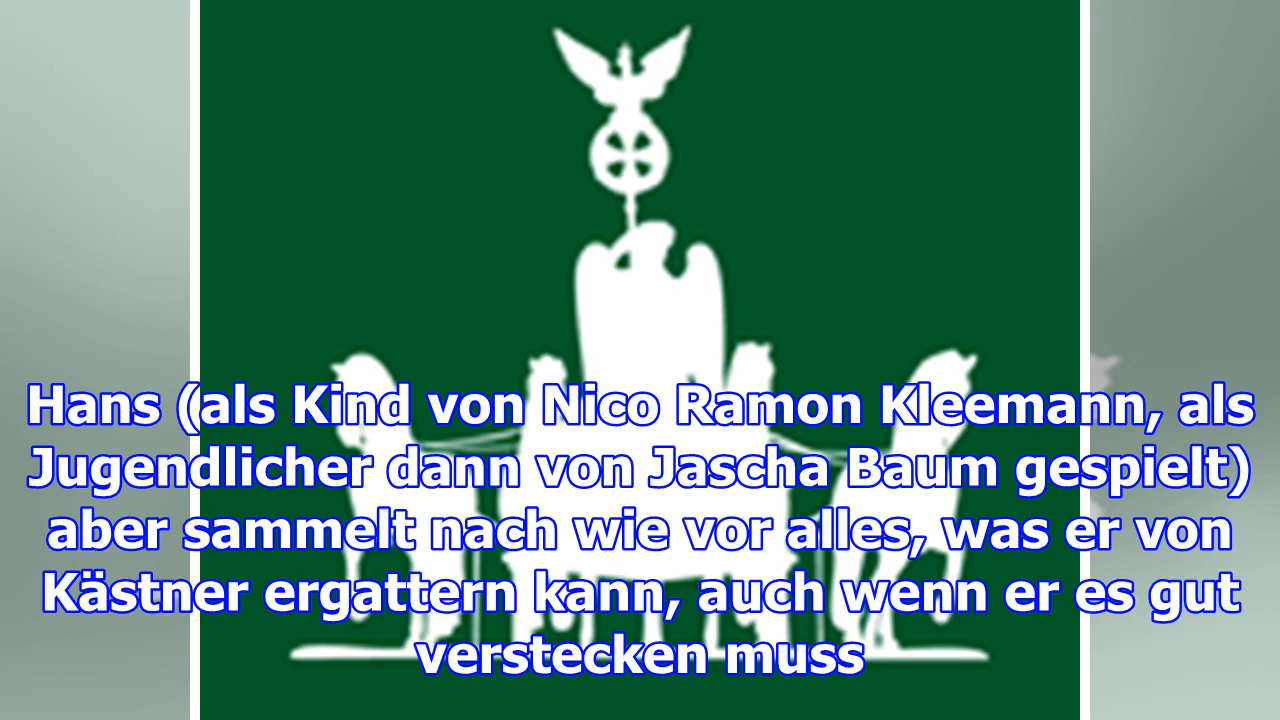 Hans (als Kind von Nico Ramon Kleemann, als
Jugendlicher dann von Jascha Baum gespielt)
aber sammelt nach wie vor alles, was er von
Kästner ergattern kann, auch wenn er es gut
verstecken muss